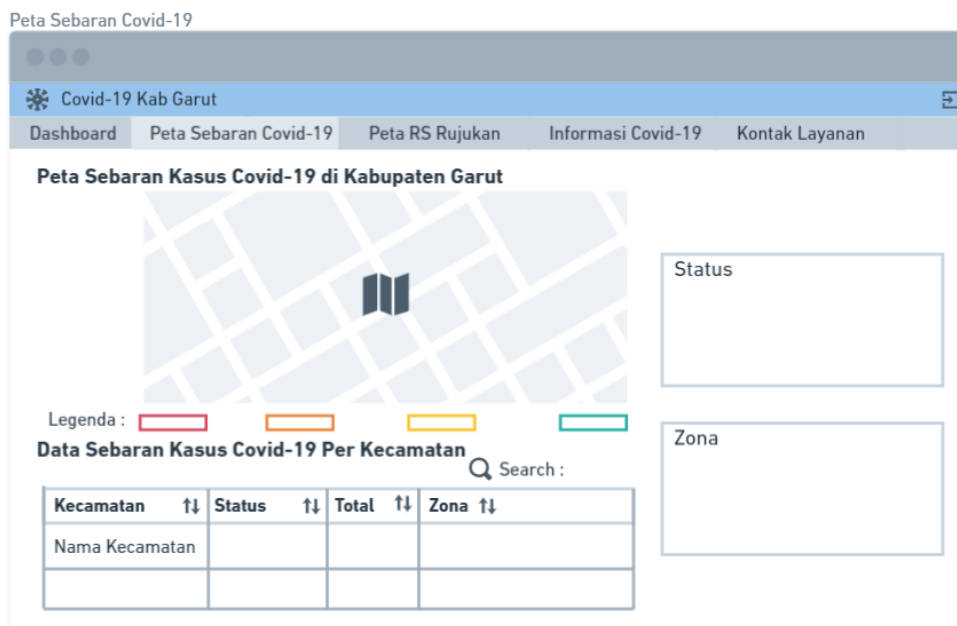 Peta Sebaran Covid-19
Covid-19 Kab Garut
Dashboard Peta Sebaran Covid-19 Peta RS Rujukan Informasi Covid-19 Kontak Layanan
Peta Sebaran Kasus Covid-19 di Kabupaten Garut
Status
Legenda :
Zona
Data Sebaran Kasus Covid-19 Per Kecamatan
Search :
Kecamatan Status Total Zona
Nama Kecamatan